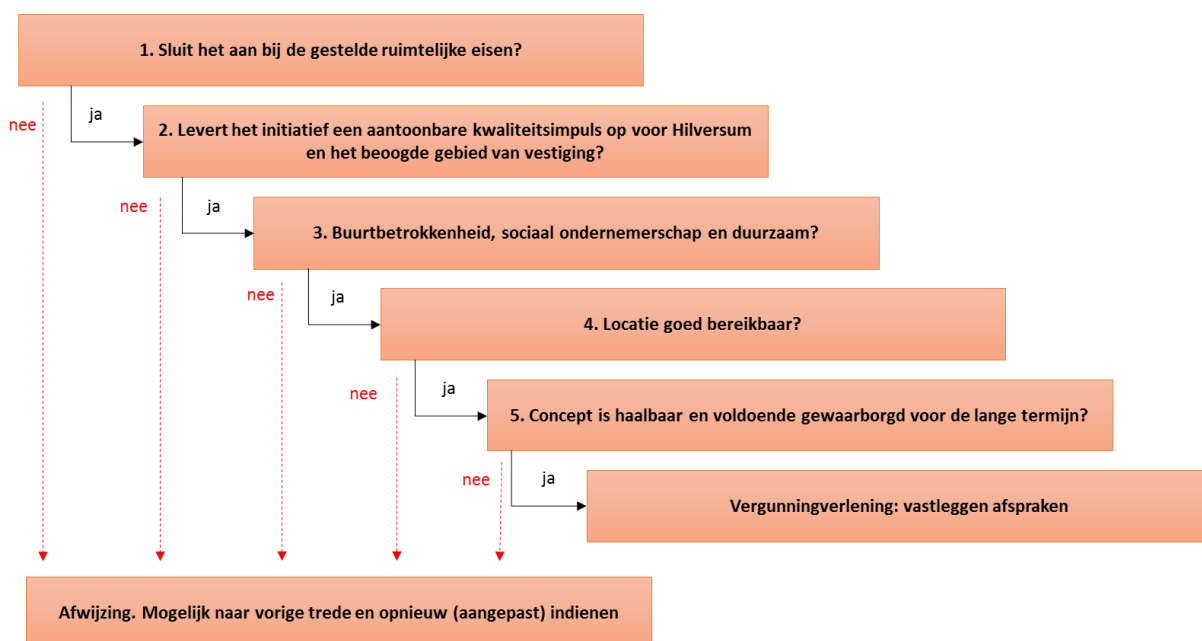 1. Sluit het aan bij de gestelde ruimtelijke eisen?
nee
ja
2. Levert het initiatief een aantoonbare kwaliteitsimpuls op voor Hilversum
en het beoogde gebied van vestiging?
nee
ja
3. Buurtbetrokkenheid, sociaal ondernemerschap en duurzaam?
nee
ja
4. Locatie goed bereikbaar?
nee
ja
5. Concept is haalbaar en voldoende gewaarborgd voor de lange termijn?
nee
ja
Vergunningverlening: vastleggen afspraken
Afwijzing. Mogelijk naar vorige trede en opnieuw (aangepast) indienen